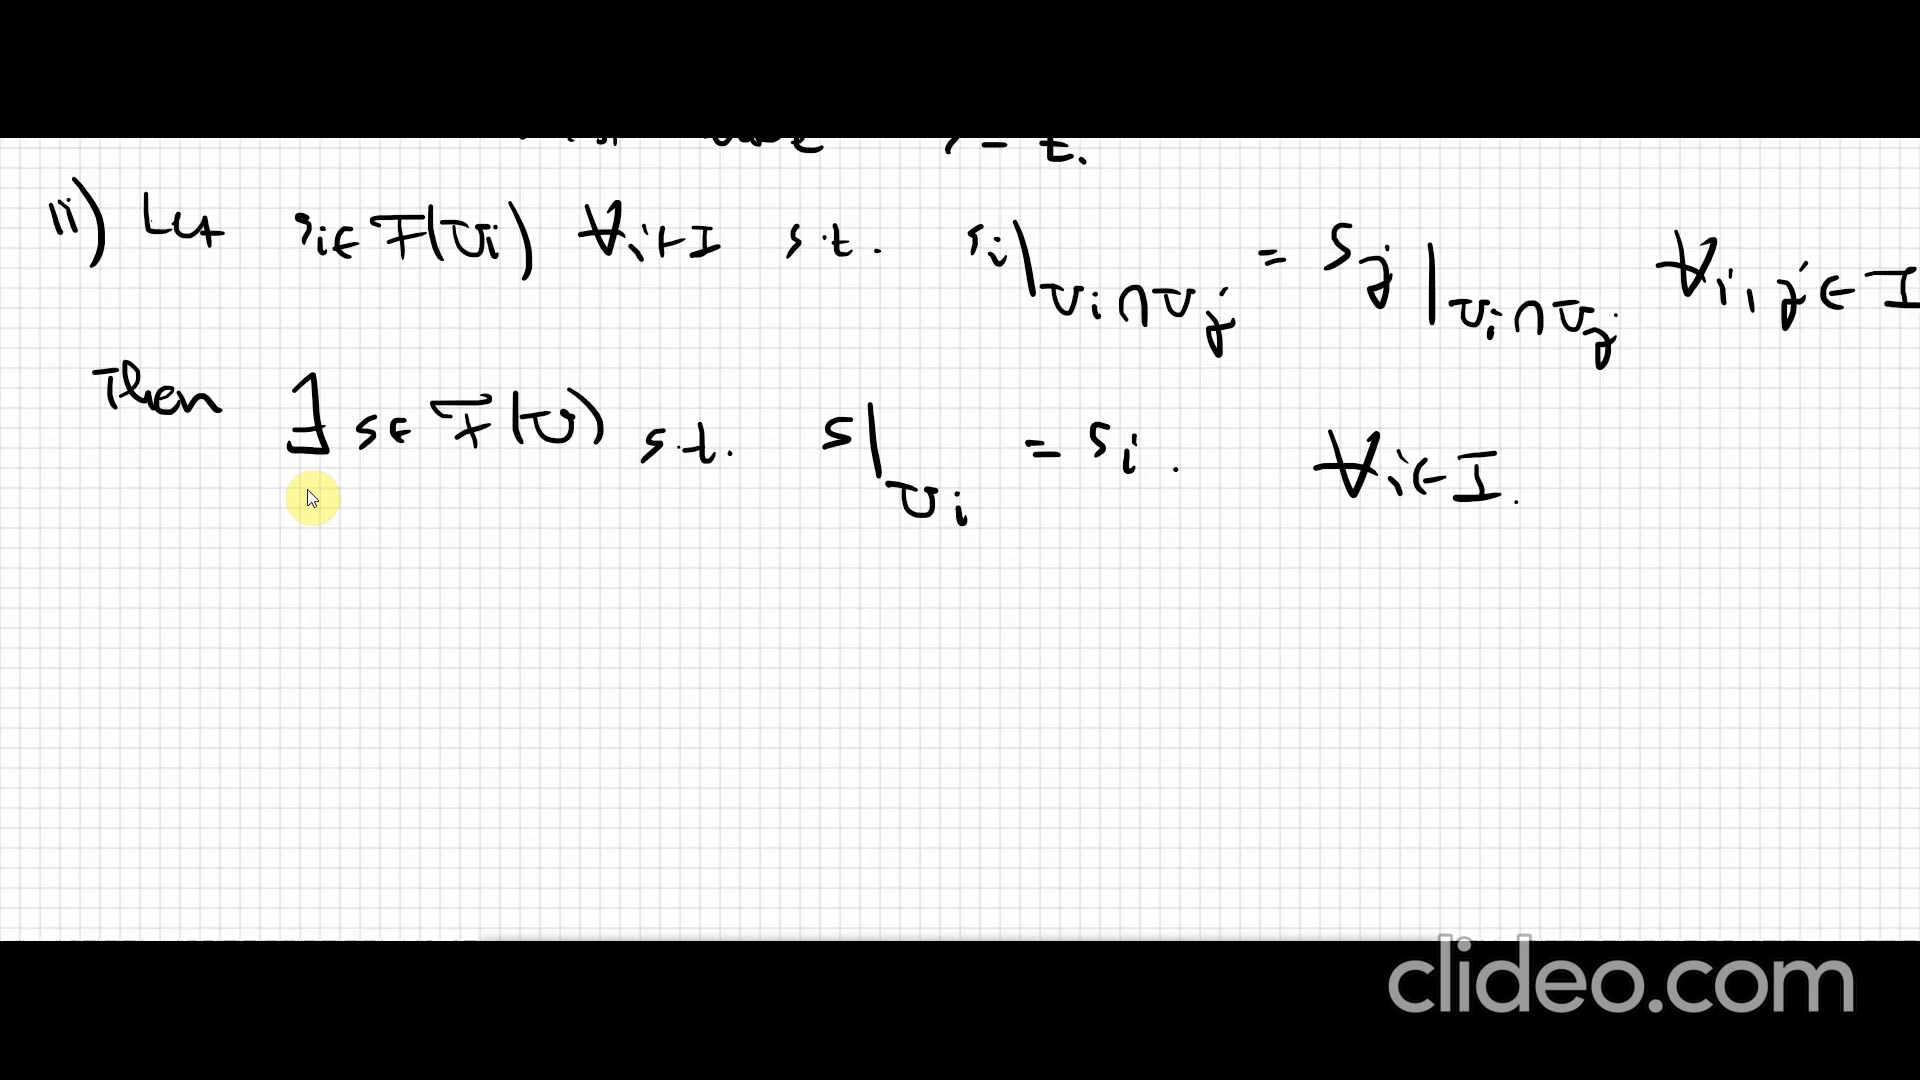 t.
ii) Let sᵢ ∈ F(Uᵢ) ∀i∈I s.t. sᵢ|Uᵢ∩Uⱼ = sⱼ|Uᵢ∩Uⱼ ∀i,j∈I
Then ∃ s∈F(U) s.t. s|Uᵢ = sᵢ. ∀i∈I.
clideo.com